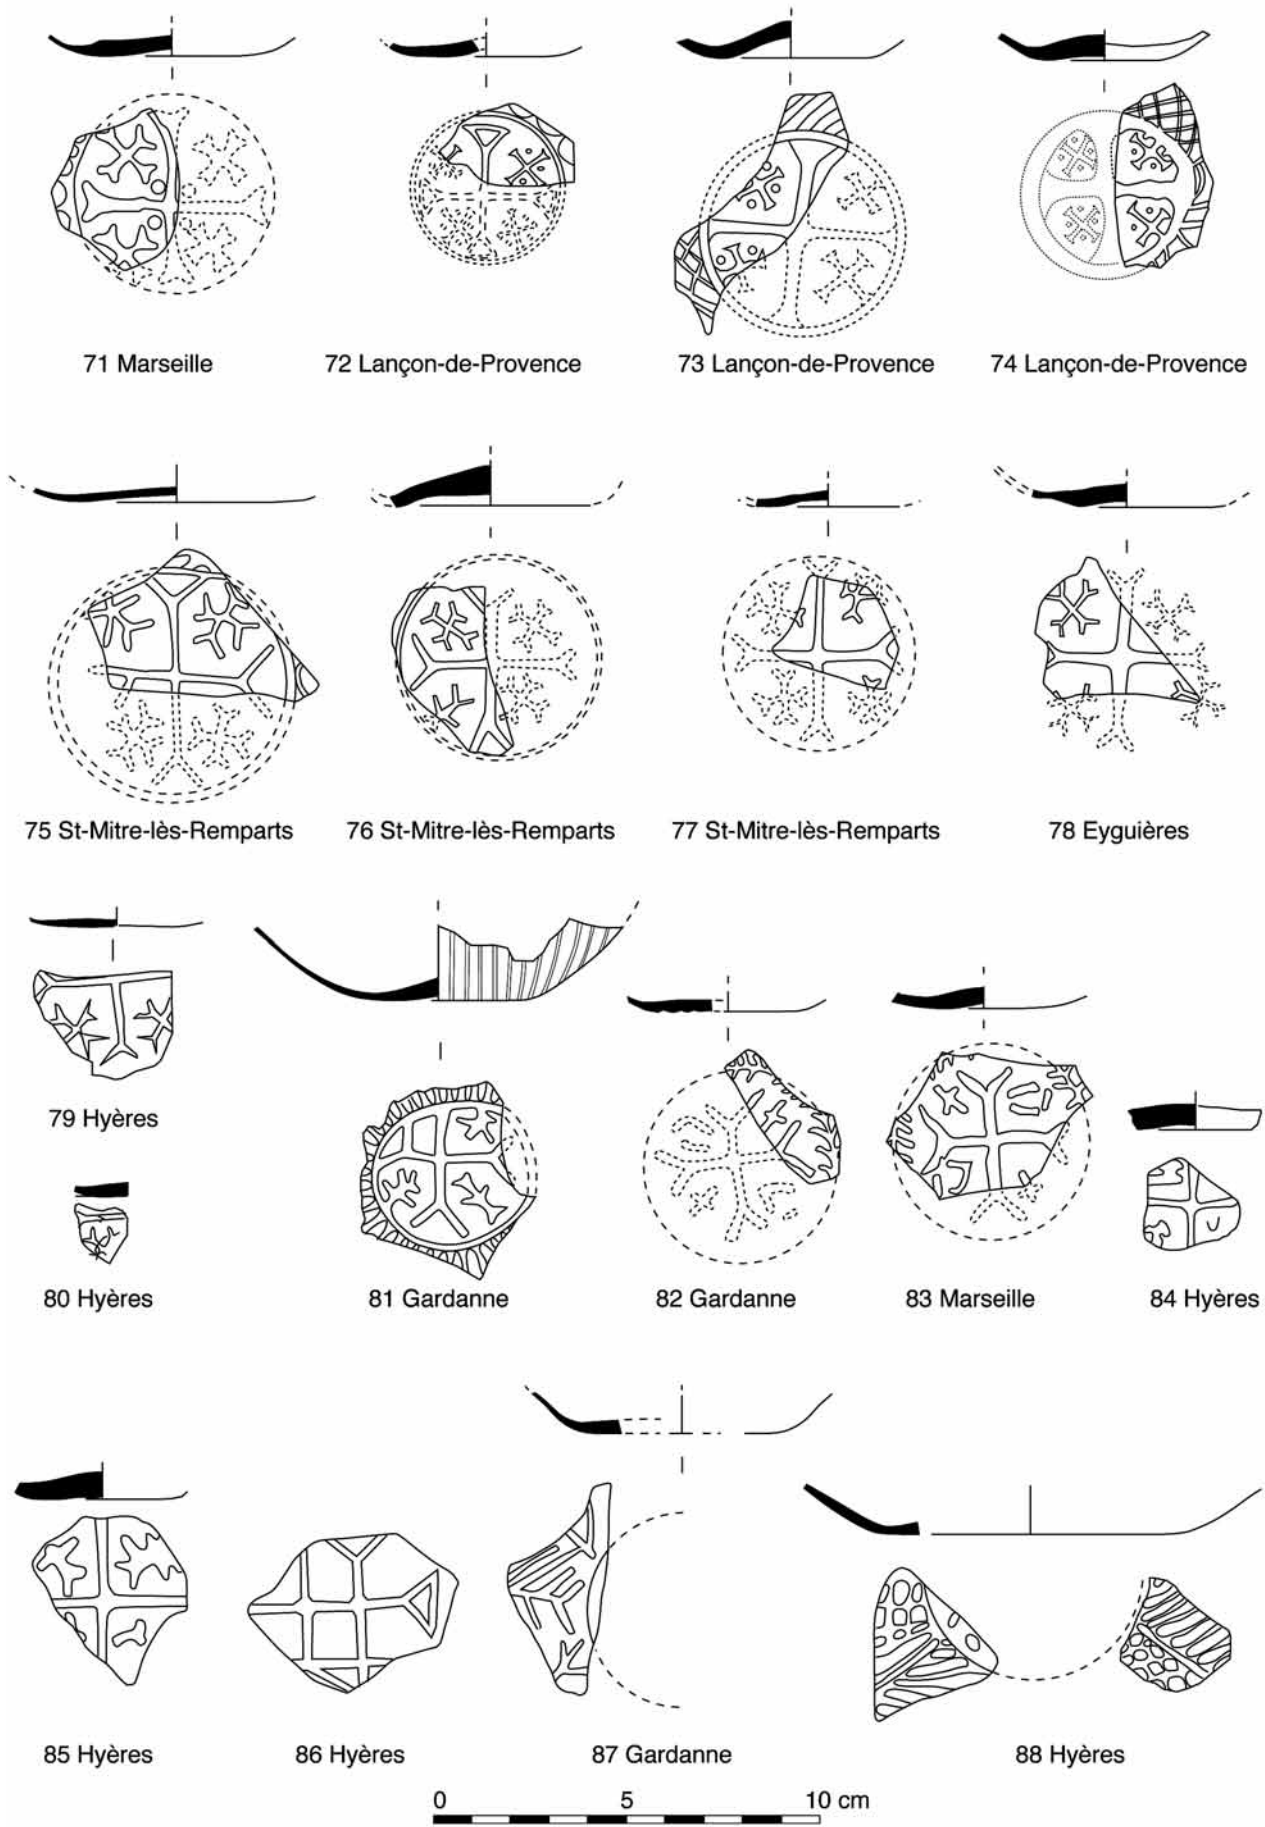 71 Marseille
72 Lançon-de-Provence
73 Lançon-de-Provence
74 Lançon-de-Provence
75 St-Mitre-lès-Remparts
76 St-Mitre-lès-Remparts
77 St-Mitre-lès-Remparts
78 Eyguières
79 Hyères
80 Hyères
81 Gardanne
82 Gardanne
83 Marseille
84 Hyères
85 Hyères
86 Hyères
87 Gardanne
88 Hyères
0 5 10 cm